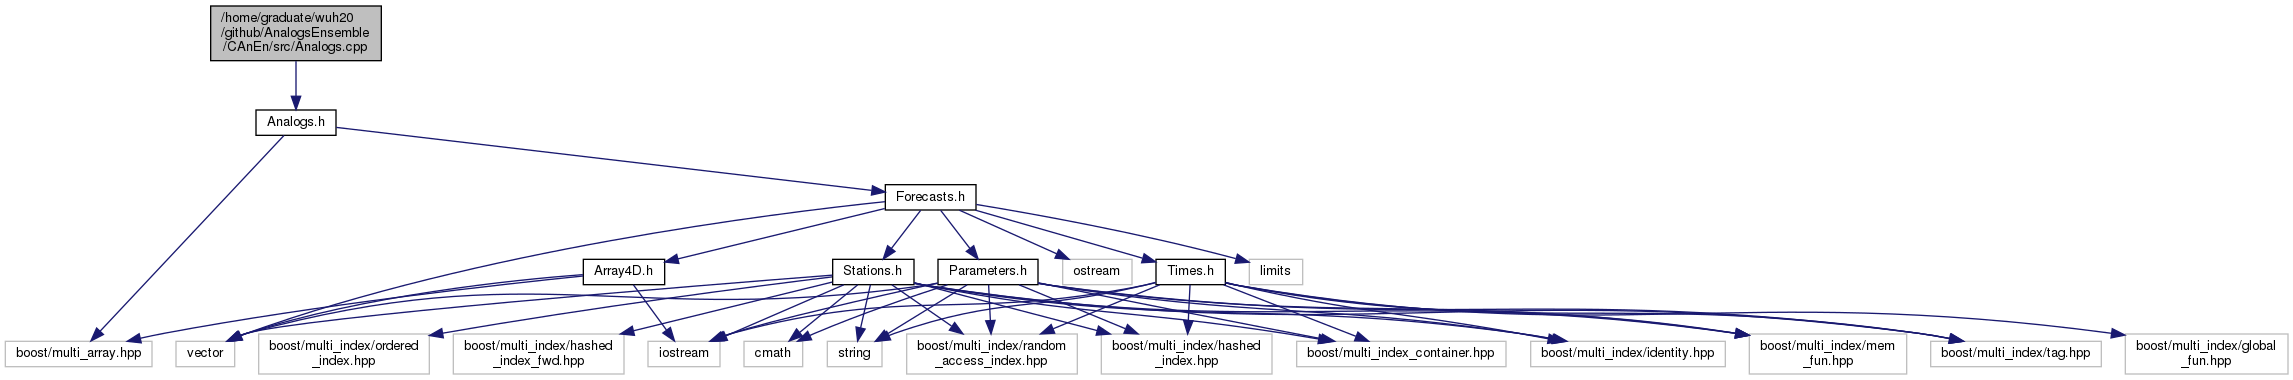 /home/graduate/wuh20
/github/AnalogsEnsemble
/CAnEn/src/Analogs.cpp
Analogs.h
Forecasts.h
Array4D.h
Stations.h
Parameters.h
ostream
Times.h
limits
boost/multi_array.hpp
vector
boost/multi_index/ordered
_index.hpp
boost/multi_index/hashed
_index_fwd.hpp
iostream
cmath
string
boost/multi_index/random
_access_index.hpp
boost/multi_index/hashed
_index.hpp
boost/multi_index_container.hpp
boost/multi_index/identity.hpp
boost/multi_index/mem
_fun.hpp
boost/multi_index/tag.hpp
boost/multi_index/global
_fun.hpp